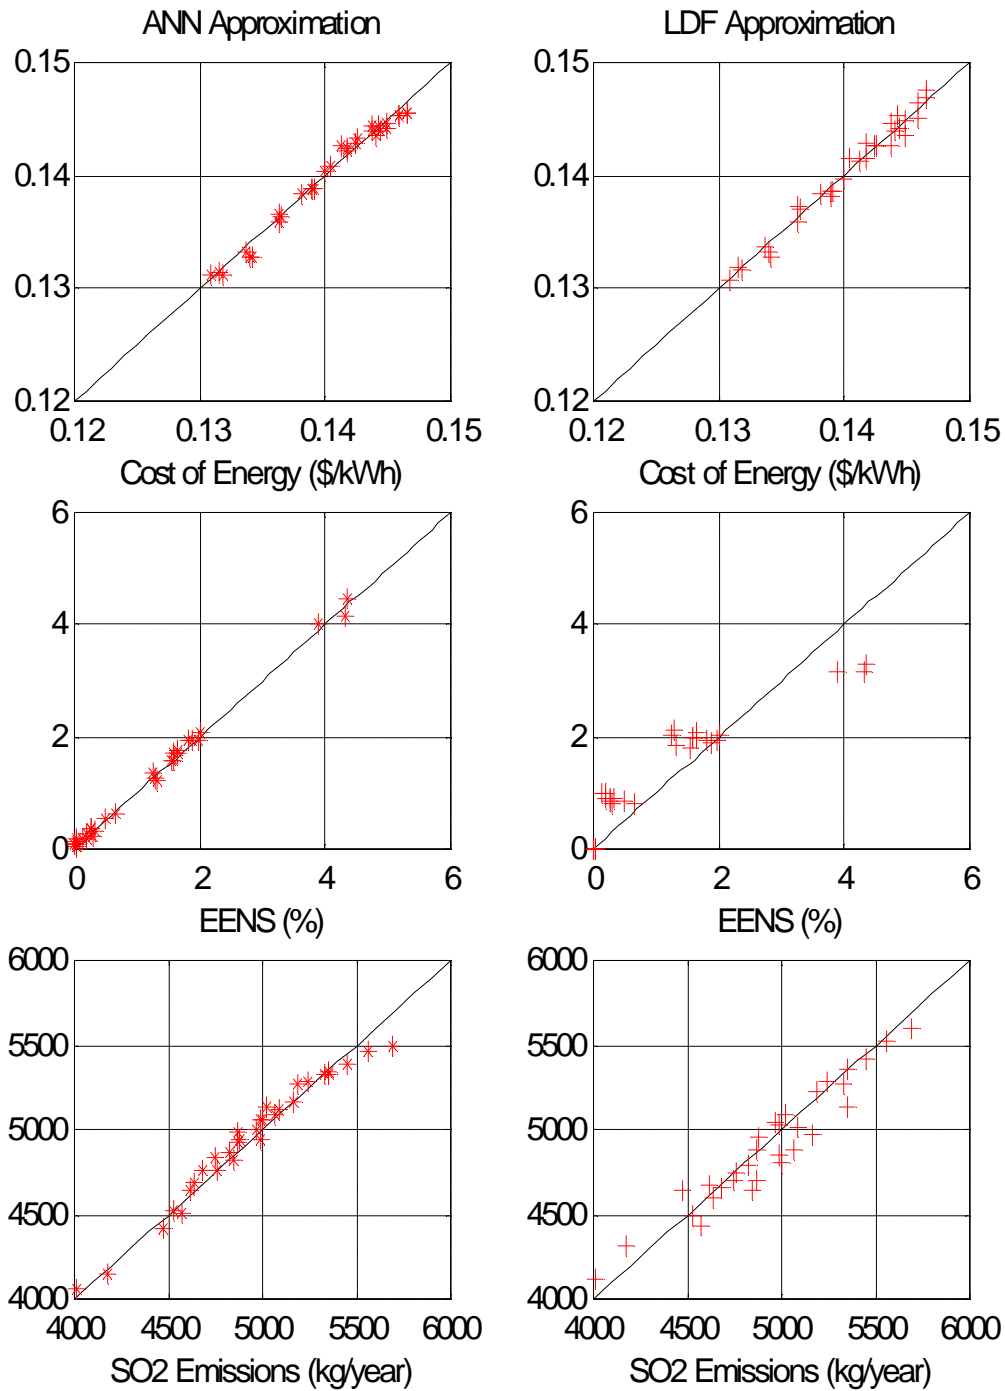 ANN Approximation LDF Approximation
0.15 0.15
0.14 0.14
0.13 0.13
0.12 0.12
0.12 0.13 0.14 0.15 0.12 0.13 0.14 0.15
Cost of Energy ($/kWh) Cost of Energy ($/kWh)
6 6
4 4
2 2
0 0
0 2 4 6 0 2 4 6
EENS (%) EENS (%)
6000 6000
5500 5500
5000 5000
4500 4500
4000 4000
4000 4500 5000 5500 6000 4000 4500 5000 5500 6000
SO2 Emissions (kg/year) SO2 Emissions (kg/year)